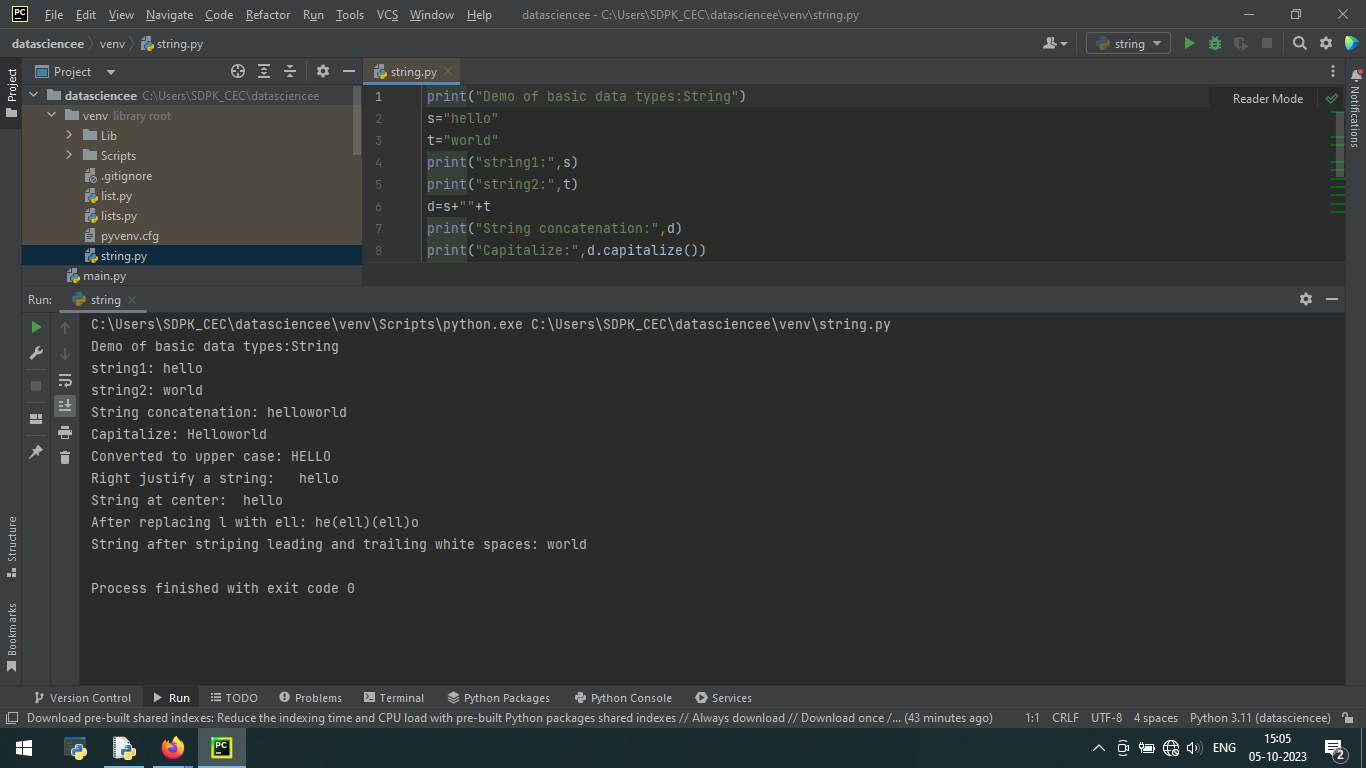 PC File Edit View Navigate Code Refactor Run Tools VCS Window Help datasciencee - C:\Users\SDPK_CEC\datasciencee\venv\string.py
datasciencee venv string.py string
Project
Project
string.py
datasciencee C:\Users\SDPK_CEC\datasciencee
venv library root
Lib
Scripts
.gitignore
list.py
lists.py
pyvenv.cfg
string.py
main.py
1 print("Demo of basic data types:String")
2 s="hello"
3 t="world"
4 print("string1:",s)
5 print("string2:",t)
6 d=s+""+t
7 print("String concatenation:",d)
8 print("Capitalize:",d.capitalize())
Reader Mode
Notifications
Run: string
C:\Users\SDPK_CEC\datasciencee\venv\Scripts\python.exe C:\Users\SDPK_CEC\datasciencee\venv\string.py
Demo of basic data types:String
string1: hello
string2: world
String concatenation: helloworld
Capitalize: Helloworld
Converted to upper case: HELLO
Right justify a string:   hello
String at center:  hello
After replacing l with ell: he(ell)(ell)o
String after striping leading and trailing white spaces: world
Process finished with exit code 0
Structure
Bookmarks
Version Control Run TODO Problems Terminal Python Packages Python Console Services
Download pre-built shared indexes: Reduce the indexing time and CPU load with pre-built Python packages shared indexes // Always download // Download once /... (43 minutes ago) 1:1 CRLF UTF-8 4 spaces Python 3.11 (datasciencee)
PC ENG 15:05
05-10-2023 2